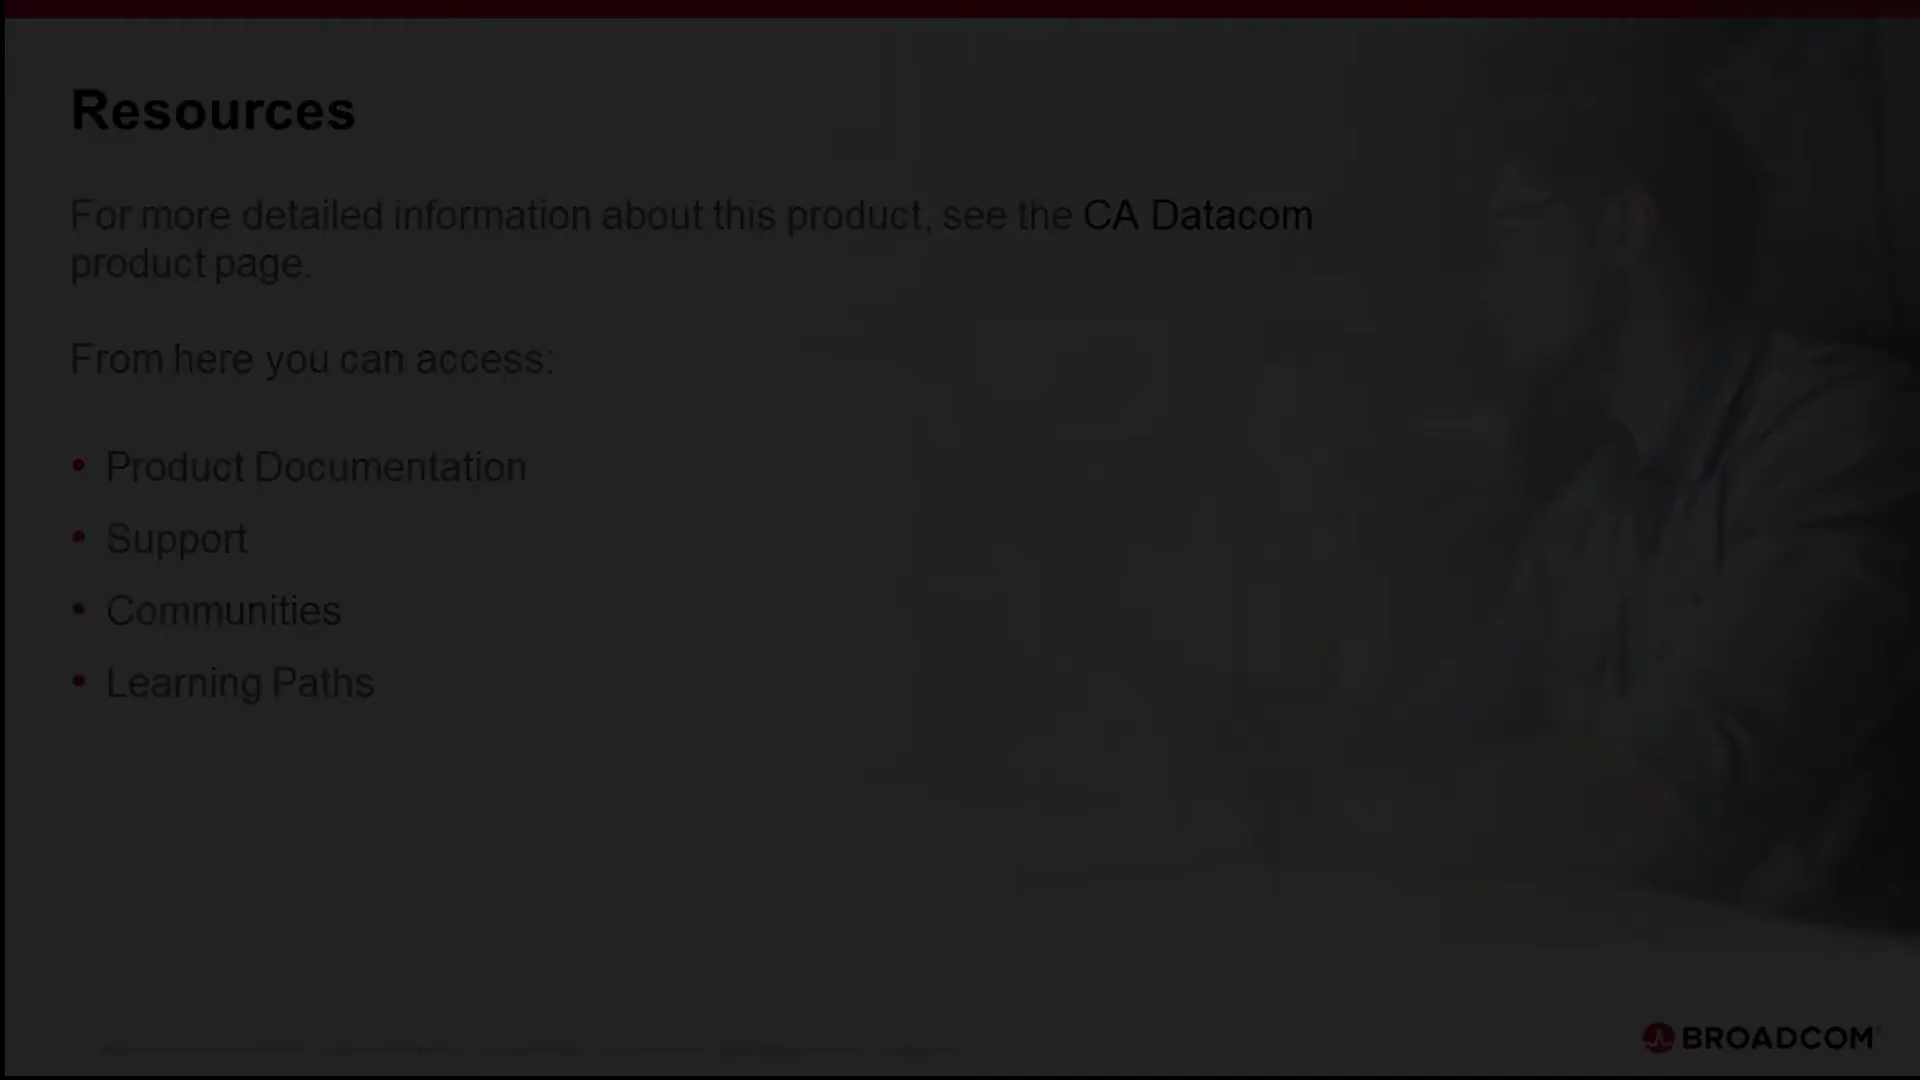 Resources
For more detailed information about this product, see the CA Datacom
product page.
From here you can access:
• Product Documentation
• Support
• Communities
• Learning Paths
BROADCOM